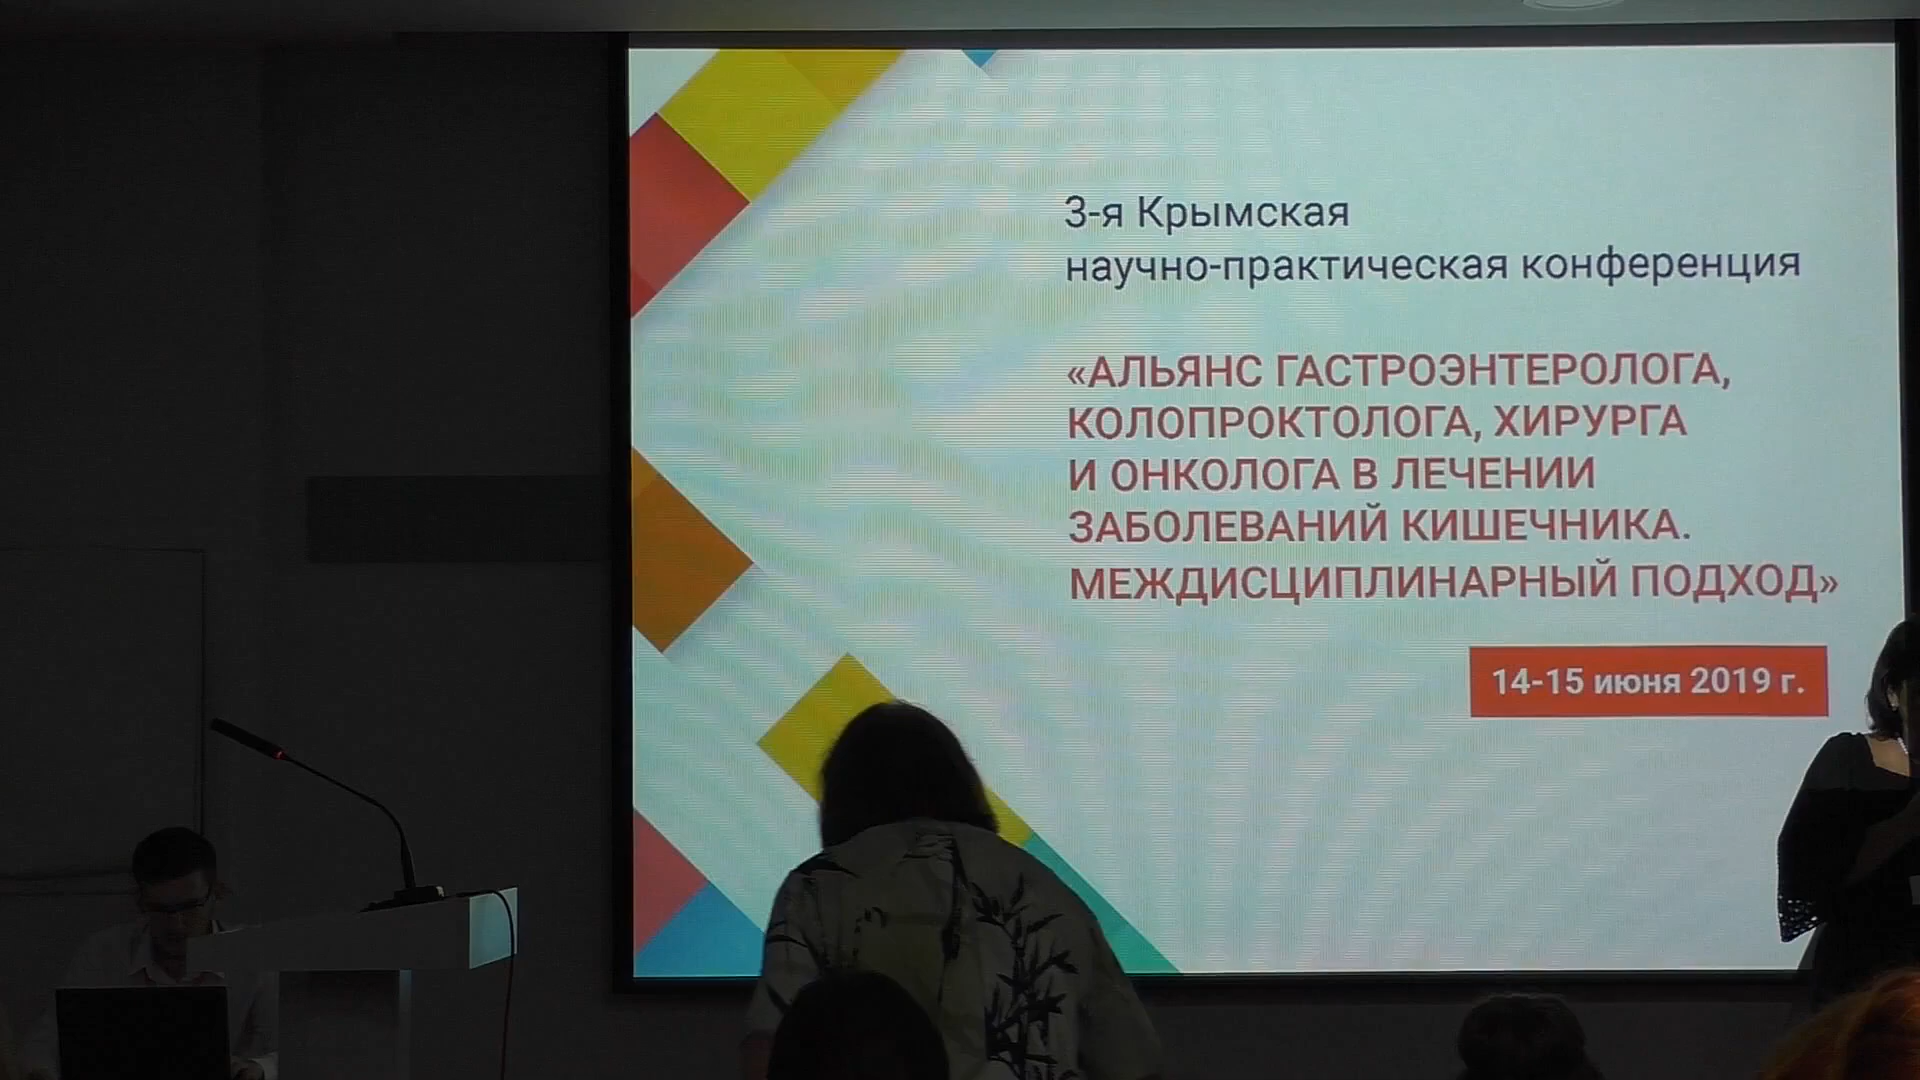 3-я Крымская
научно-практическая конференция
«АЛЬЯНС ГАСТРОЭНТЕРОЛОГА,
КОЛОПРОКТОЛОГА, ХИРУРГА
И ОНКОЛОГА В ЛЕЧЕНИИ
ЗАБОЛЕВАНИЙ КИШЕЧНИКА.
МЕЖДИСЦИПЛИНАРНЫЙ ПОДХОД»
14-15 июня 2019 г.